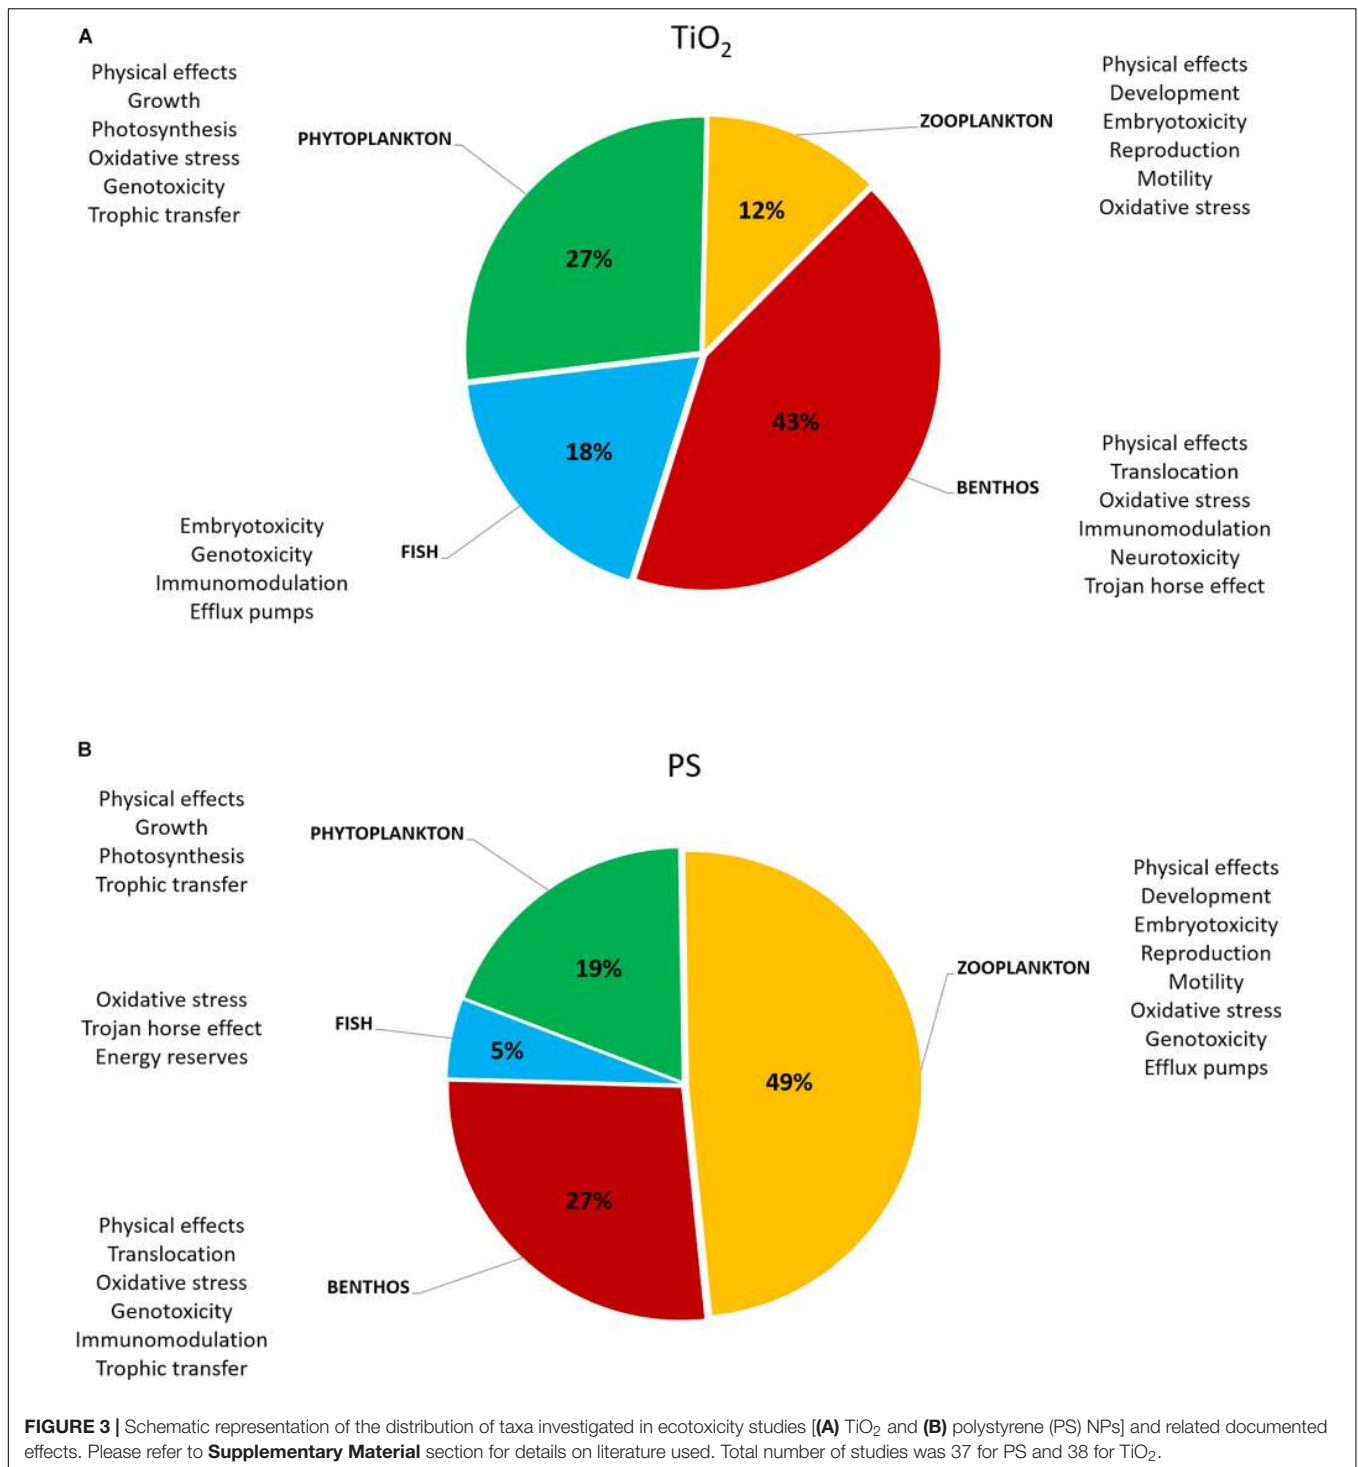 A
TiO2
Physical effects
Growth
Photosynthesis
Oxidative stress
Genotoxicity
Trophic transfer
PHYTOPLANKTON
ZOOPLANKTON
Physical effects
Development
Embryotoxicity
Reproduction
Motility
Oxidative stress
12%
27%
43%
18%
BENTHOS
Physical effects
Translocation
Oxidative stress
Immunomodulation
Neurotoxicity
Trojan horse effect
FISH
Embryotoxicity
Genotoxicity
Immunomodulation
Efflux pumps
B
PS
Physical effects
Growth
Photosynthesis
Trophic transfer
PHYTOPLANKTON
Oxidative stress
Trojan horse effect
Energy reserves
FISH
19%
5%
49%
27%
ZOOPLANKTON
Physical effects
Development
Embryotoxicity
Reproduction
Motility
Oxidative stress
Genotoxicity
Efflux pumps
BENTHOS
Physical effects
Translocation
Oxidative stress
Genotoxicity
Immunomodulation
Trophic transfer
FIGURE 3 | Schematic representation of the distribution of taxa investigated in ecotoxicity studies [(A) TiO2 and (B) polystyrene (PS) NPs] and related documented
effects. Please refer to Supplementary Material section for details on literature used. Total number of studies was 37 for PS and 38 for TiO2.